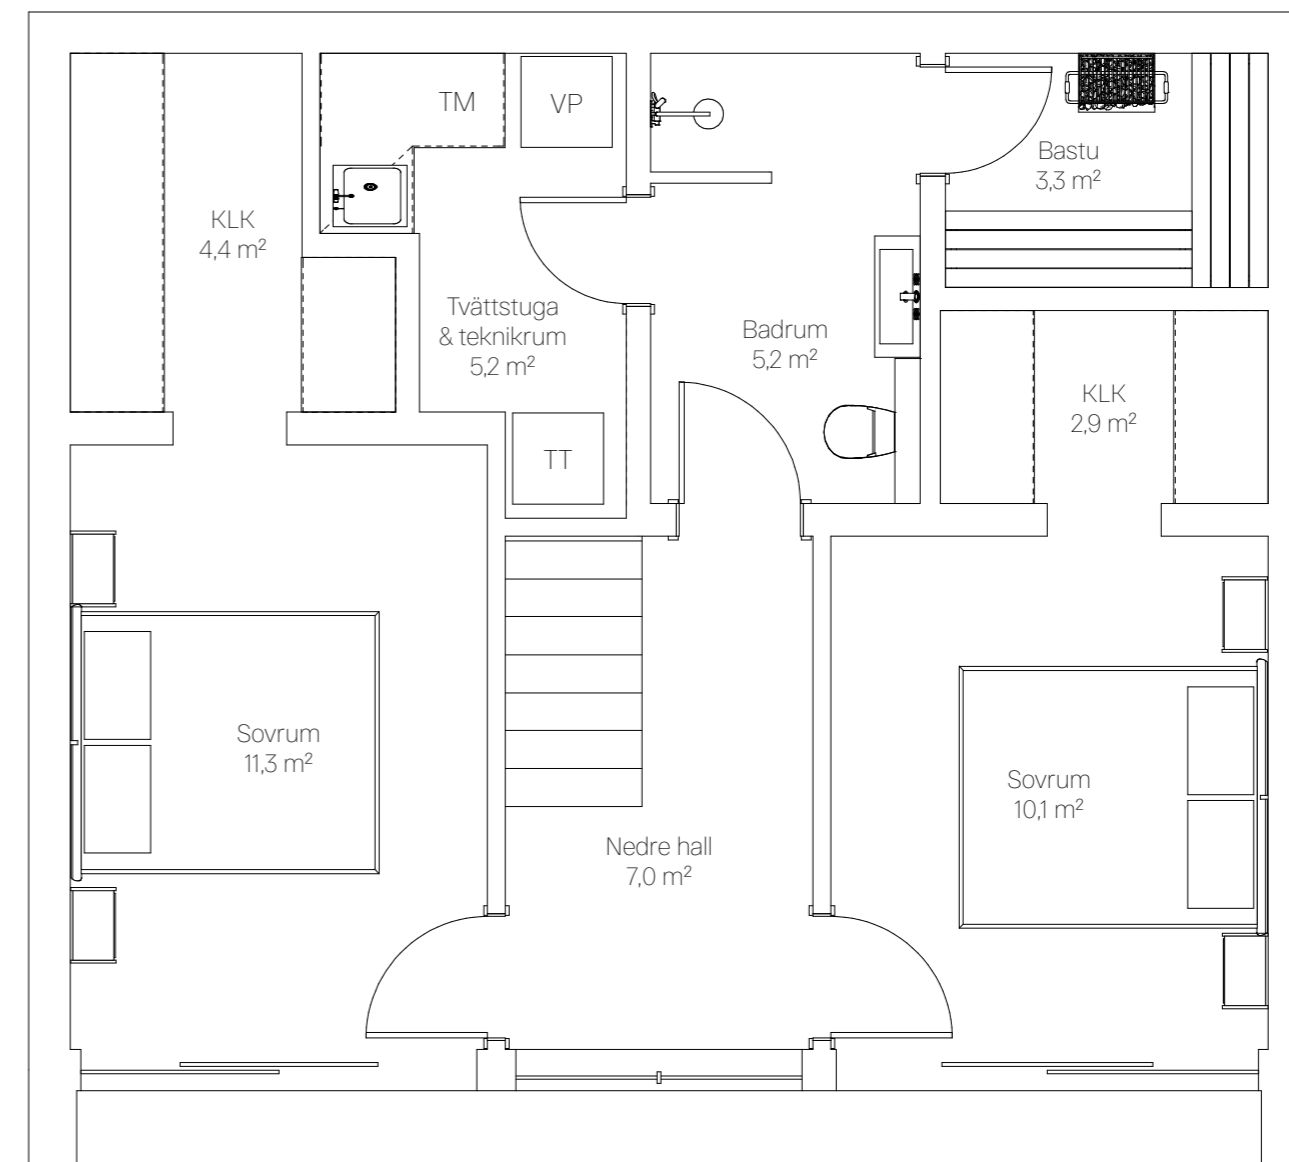 TM
VP
Bastu
3,3 m²
KLK
4,4 m²
Tvättstuga
& teknikrum
5,2 m²
Badrum
5,2 m²
KLK
2,9 m²
TT
Sovrum
11,3 m²
Sovrum
10,1 m²
Nedre hall
7,0 m²